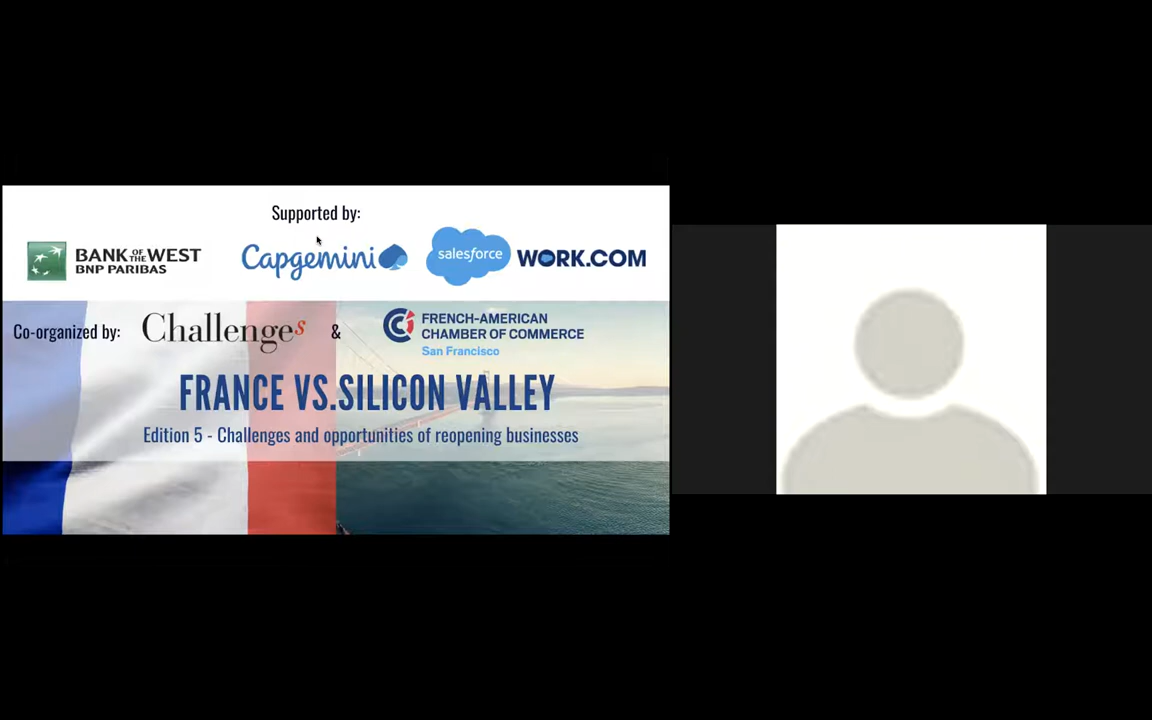 Supported by:
BANK OF THE WEST
BNP PARIBAS
Capgemini
salesforce
WORK.COM
Co-organized by:
Challenges
&
FRENCH-AMERICAN
CHAMBER OF COMMERCE
San Francisco
FRANCE VS.SILICON VALLEY
Edition 5 - Challenges and opportunities of reopening businesses